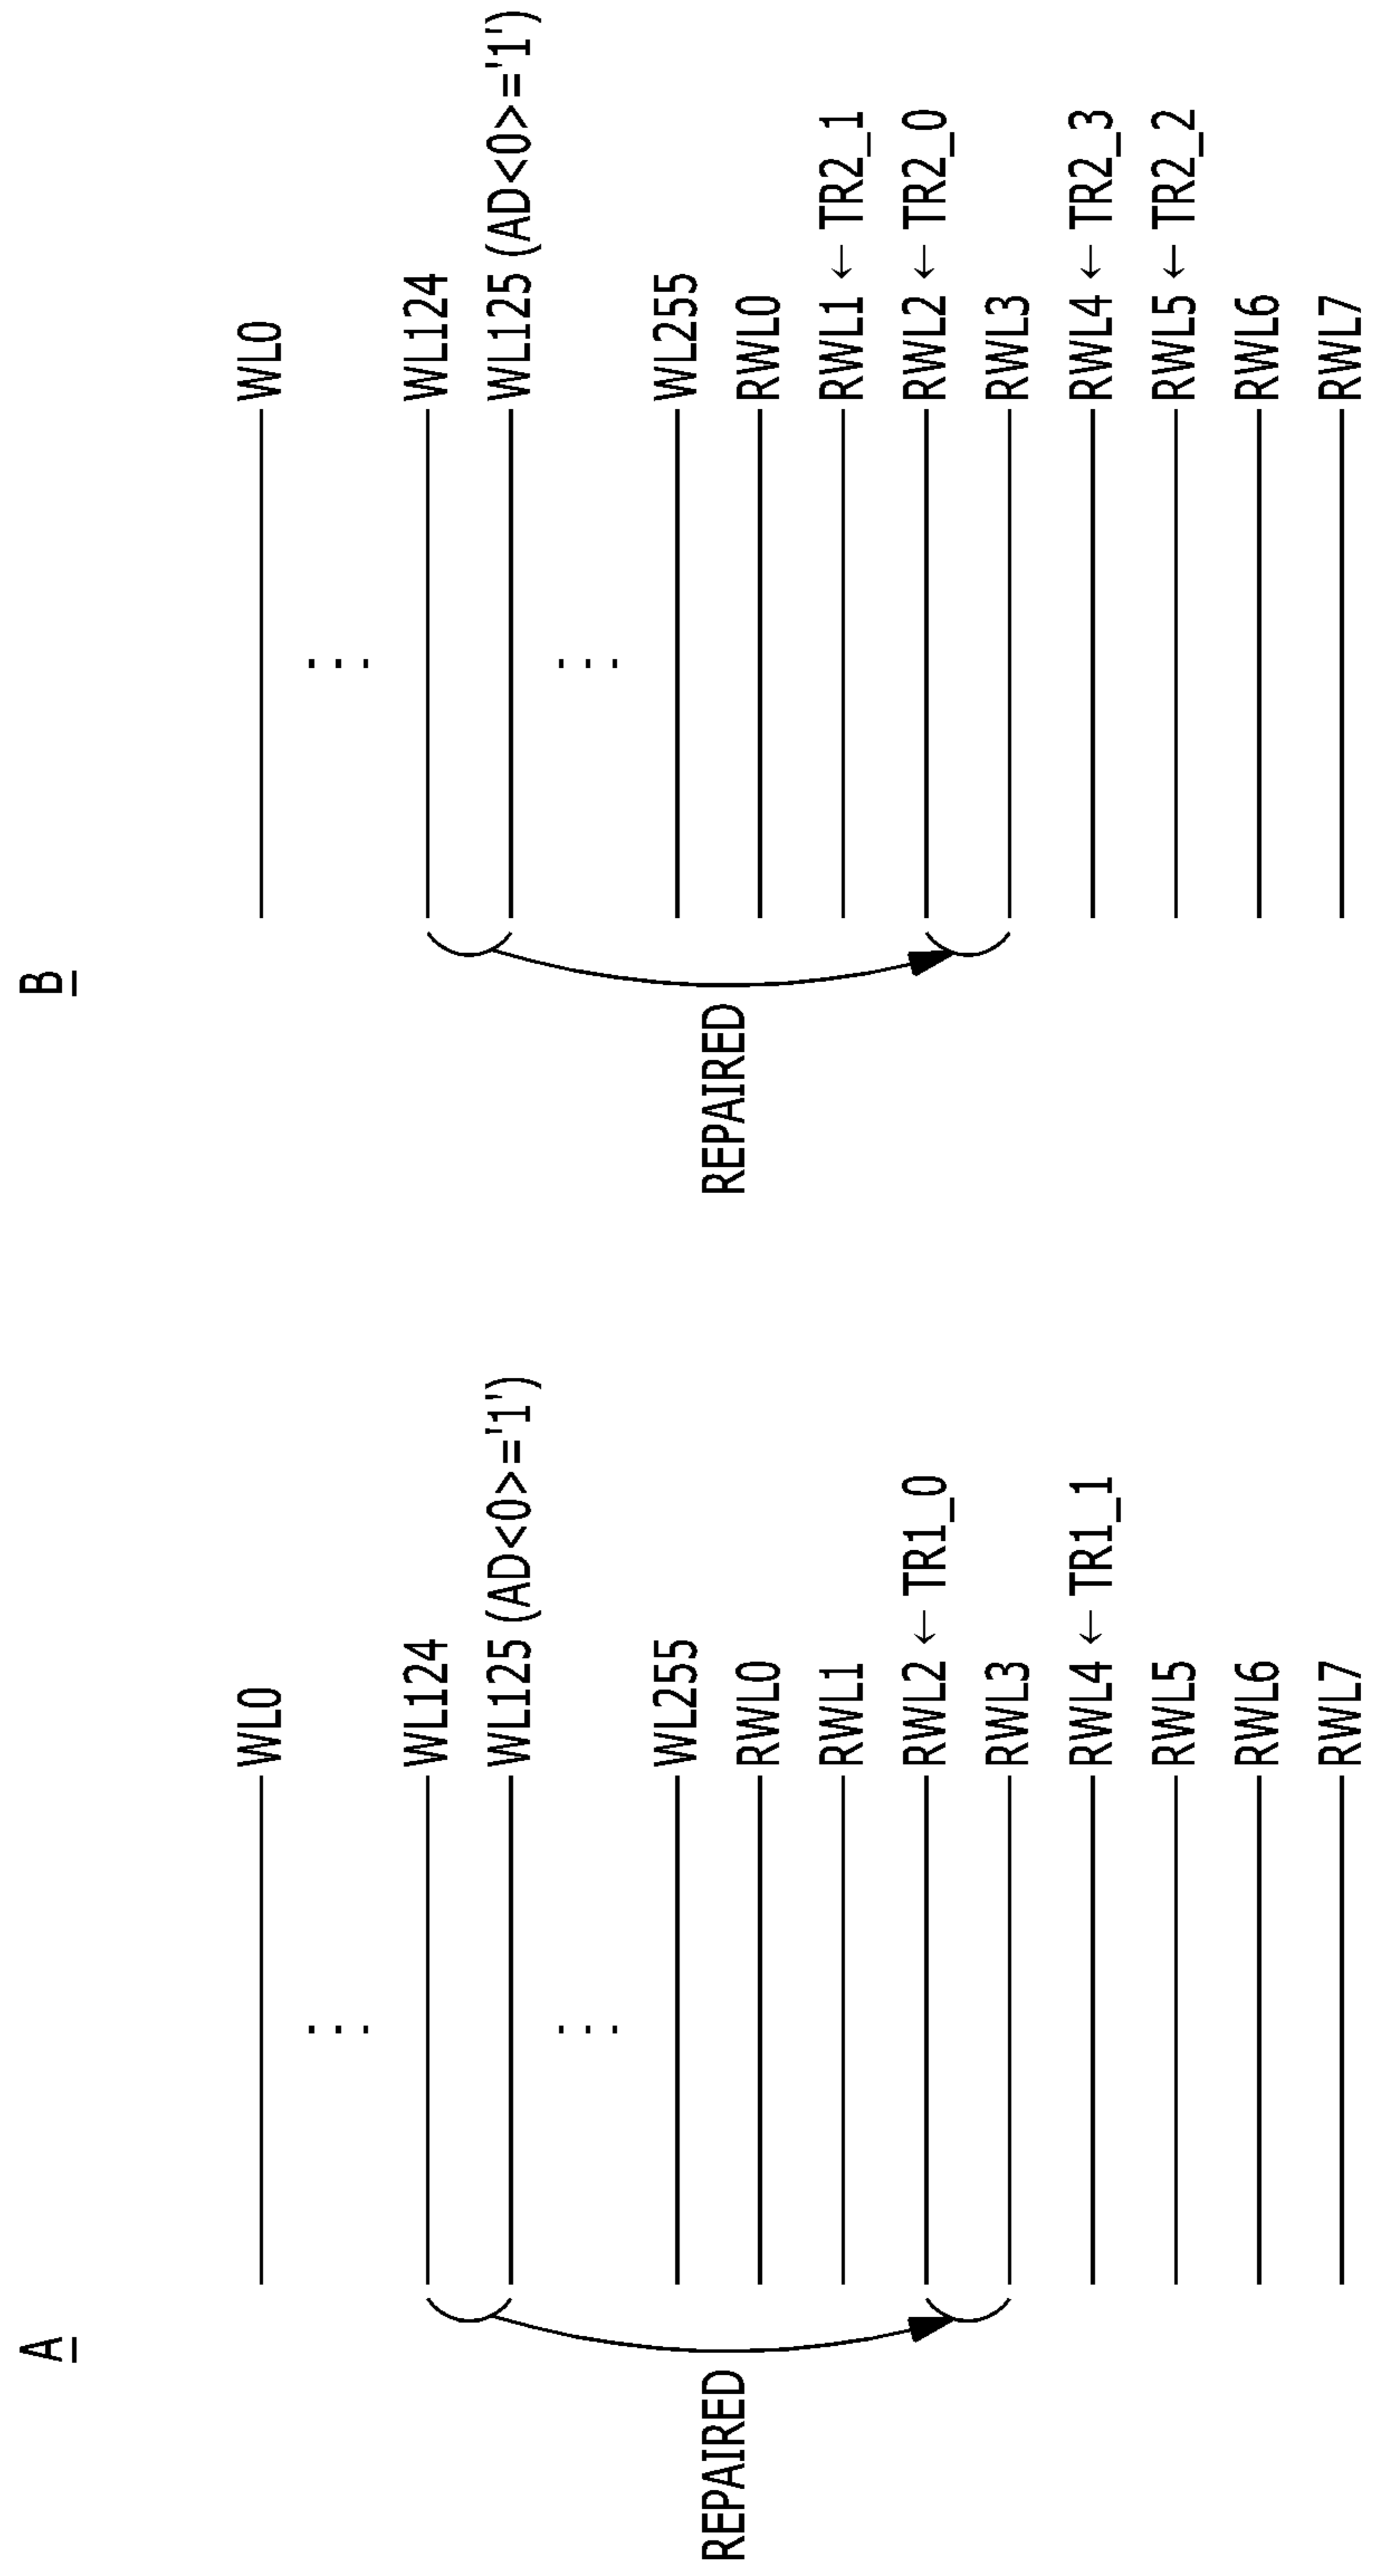 A
WL0
...
WL124
WL125 (AD<0>='1')
...
WL255
RWL0
RWL1
RWL2 ← TR1_0
RWL3
RWL4 ← TR1_1
RWL5
RWL6
RWL7
REPAIRED
B
WL0
...
WL124
WL125 (AD<0>='1')
...
WL255
RWL0
RWL1 ← TR2_1
RWL2 ← TR2_0
RWL3
RWL4 ← TR2_3
RWL5 ← TR2_2
RWL6
RWL7
REPAIRED